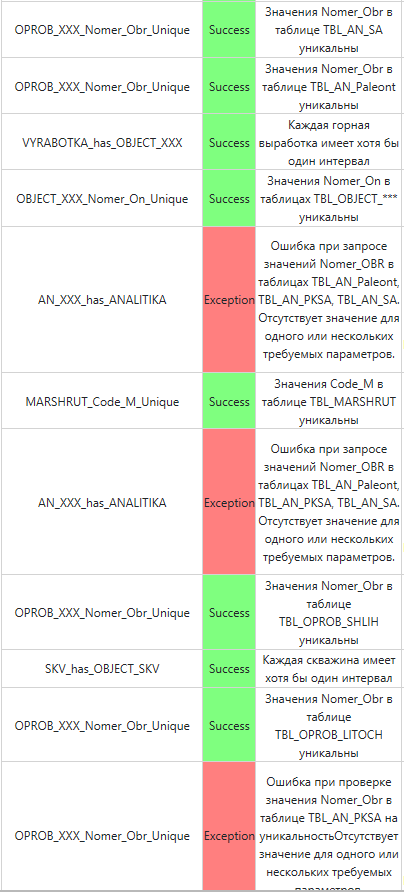 OPROB_XXX_Nomer_Obr_Unique
Success
Значения Nomer_Obr в
таблице TBL_AN_SA
уникальны
OPROB_XXX_Nomer_Obr_Unique
Success
Значения Nomer_Obr в
таблице TBL_AN_Paleont
уникальны
VYRABOTKA_has_OBJECT_XXX
Success
Каждая горная
выработка имеет хотя бы
один интервал
OBJECT_XXX_Nomer_On_Unique
Success
Значения Nomer_On в
таблицах TBL_OBJECT_***
уникальны
AN_XXX_has_ANALITIKA
Exception
Ошибка при запросе
значений Nomer_OBR в
таблицах TBL_AN_Paleont,
TBL_AN_PKSA, TBL_AN_SA.
Отсутствует значение для
одного или нескольких
требуемых параметров.
MARSHRUT_Code_M_Unique
Success
Значения Code_M в
таблице TBL_MARSHRUT
уникальны
AN_XXX_has_ANALITIKA
Exception
Ошибка при запросе
значений Nomer_OBR в
таблицах TBL_AN_Paleont,
TBL_AN_PKSA, TBL_AN_SA.
Отсутствует значение для
одного или нескольких
требуемых параметров.
OPROB_XXX_Nomer_Obr_Unique
Success
Значения Nomer_Obr в
таблице
TBL_OPROB_SHLIH
уникальны
SKV_has_OBJECT_SKV
Success
Каждая скважина имеет
хотя бы один интервал
OPROB_XXX_Nomer_Obr_Unique
Success
Значения Nomer_Obr в
таблице
TBL_OPROB_LITOCH
уникальны
OPROB_XXX_Nomer_Obr_Unique
Exception
Ошибка при проверке
значения Nomer_Obr в
таблице TBL_AN_PKSA на
уникальностьОтсутствует
значение для одного или
нескольких требуемых
параметров